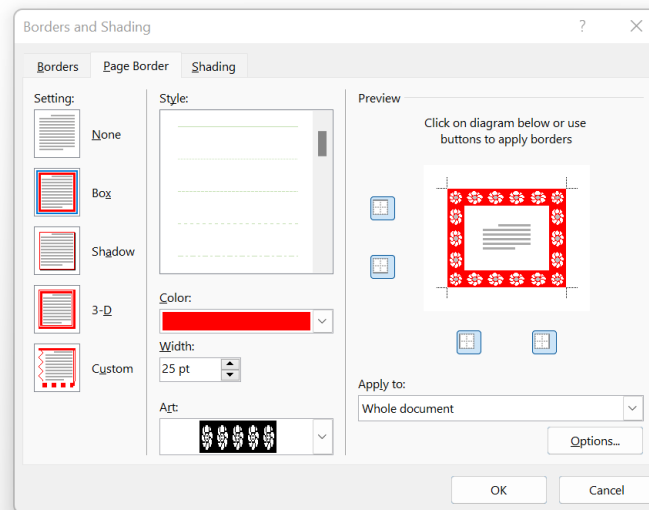 Borders and Shading
?
Borders
Page Border
Shading
Setting:
None
Box
Shadow
3-D
Custom
Style:
Color:
Width:
25 pt
Art:
Preview
Click on diagram below or use
buttons to apply borders
Apply to:
Whole document
Options...
OK
Cancel